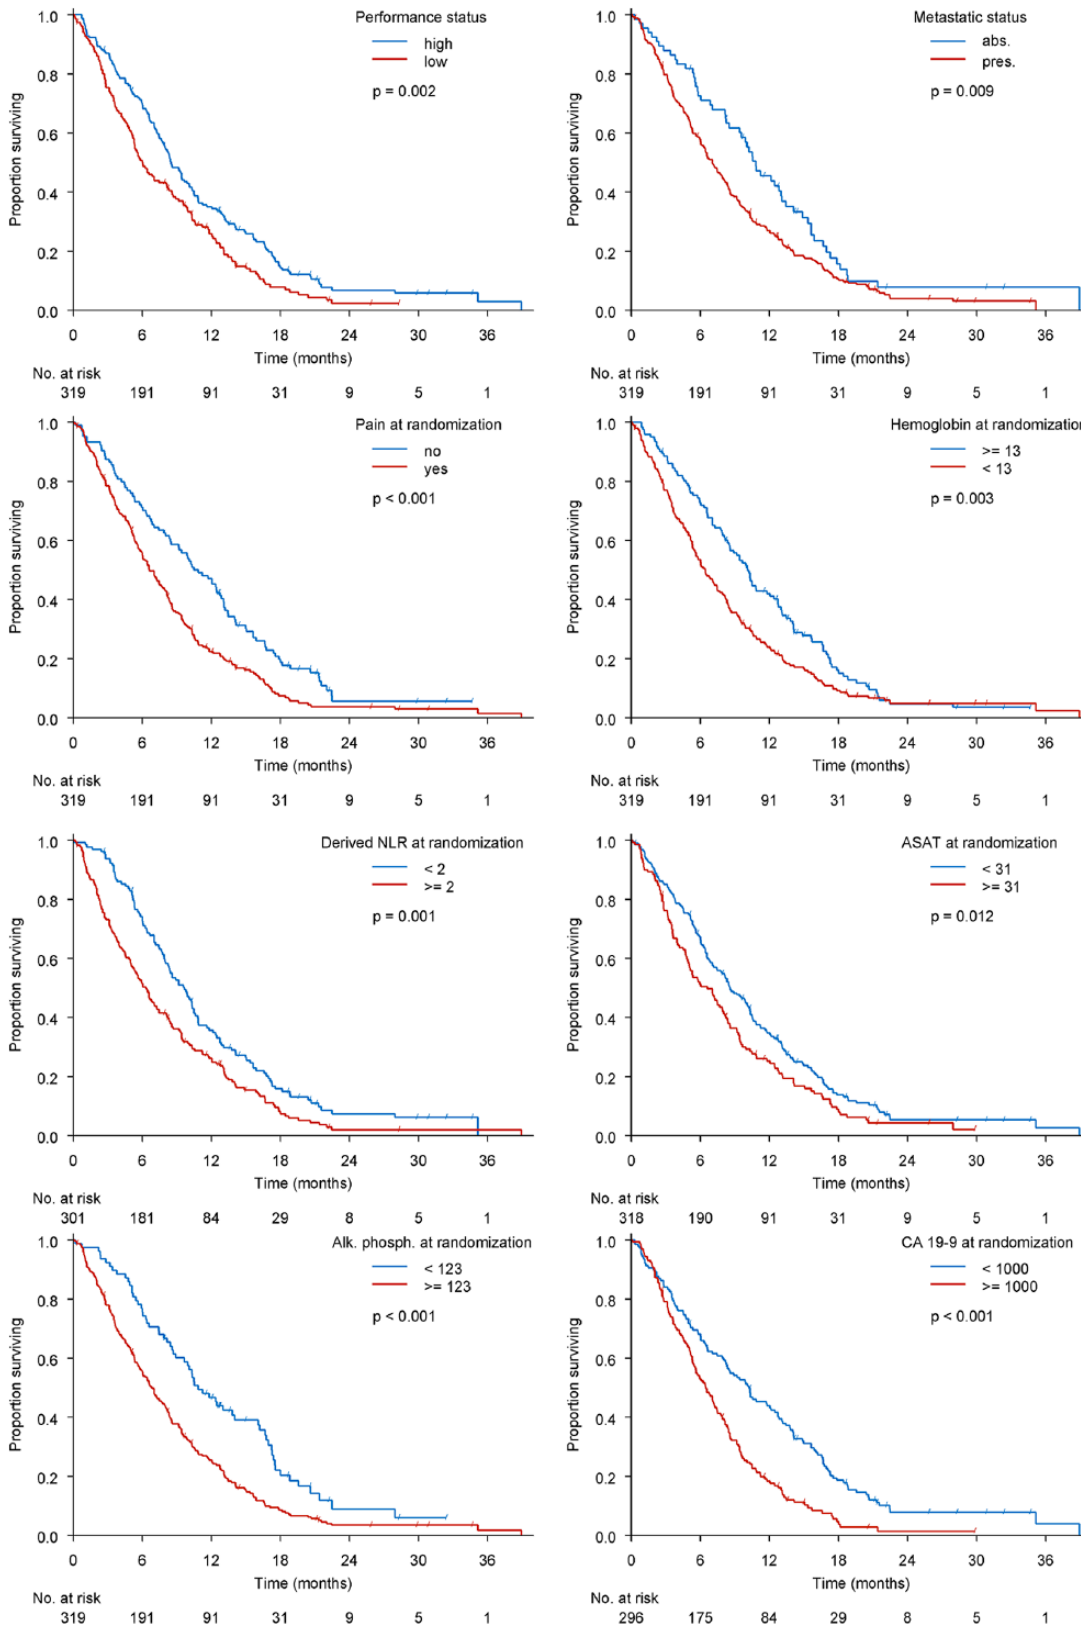 Performance status
high
low
p = 0.002
Proportion surviving
1.0
0.8
0.6
0.4
0.2
0.0
0 6 12 18 24 30 36
Time (months)
No. at risk
319 191 91 31 9 5 1
Metastatic status
abs.
pres.
p = 0.009
Proportion surviving
1.0
0.8
0.6
0.4
0.2
0.0
0 6 12 18 24 30 36
Time (months)
No. at risk
319 191 91 31 9 5 1
Pain at randomization
no
yes
p < 0.001
Proportion surviving
1.0
0.8
0.6
0.4
0.2
0.0
0 6 12 18 24 30 36
Time (months)
No. at risk
319 191 91 31 9 5 1
Hemoglobin at randomization
>= 13
< 13
p = 0.003
Proportion surviving
1.0
0.8
0.6
0.4
0.2
0.0
0 6 12 18 24 30 36
Time (months)
No. at risk
319 191 91 31 9 5 1
Derived NLR at randomization
< 2
>= 2
p = 0.001
Proportion surviving
1.0
0.8
0.6
0.4
0.2
0.0
0 6 12 18 24 30 36
Time (months)
No. at risk
301 181 84 29 8 5 1
ASAT at randomization
< 31
>= 31
p = 0.012
Proportion surviving
1.0
0.8
0.6
0.4
0.2
0.0
0 6 12 18 24 30 36
Time (months)
No. at risk
318 190 91 31 9 5 1
Alk. phosph. at randomization
< 123
>= 123
p < 0.001
Proportion surviving
1.0
0.8
0.6
0.4
0.2
0.0
0 6 12 18 24 30 36
Time (months)
No. at risk
319 191 91 31 9 5 1
CA 19-9 at randomization
< 1000
>= 1000
p < 0.001
Proportion surviving
1.0
0.8
0.6
0.4
0.2
0.0
0 6 12 18 24 30 36
Time (months)
No. at risk
296 175 84 29 8 5 1